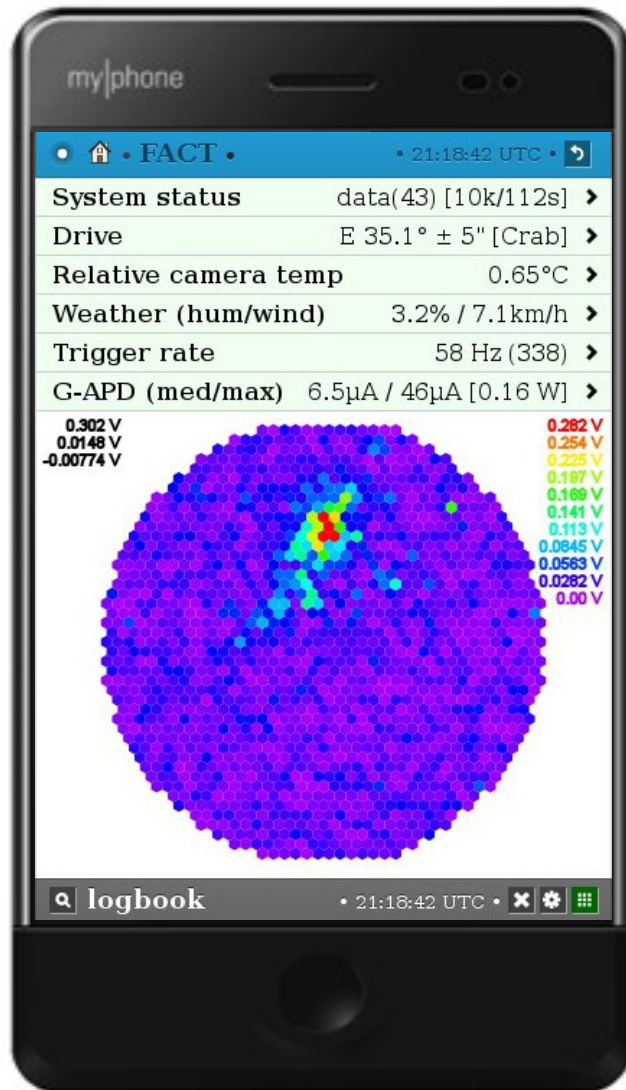 my|phone
• FACT • • 21:18:42 UTC •
System status data(43) [10k/112s]
Drive E 35.1° ± 5" [Crab]
Relative camera temp 0.65°C
Weather (hum/wind) 3.2% / 7.1km/h
Trigger rate 58 Hz (338)
G-APD (med/max) 6.5µA / 46µA [0.16 W]
0.302 V
0.0148 V
-0.00774 V
0.282 V
0.254 V
0.225 V
0.197 V
0.169 V
0.141 V
0.113 V
0.0845 V
0.0563 V
0.0282 V
0.00 V
logbook • 21:18:42 UTC •